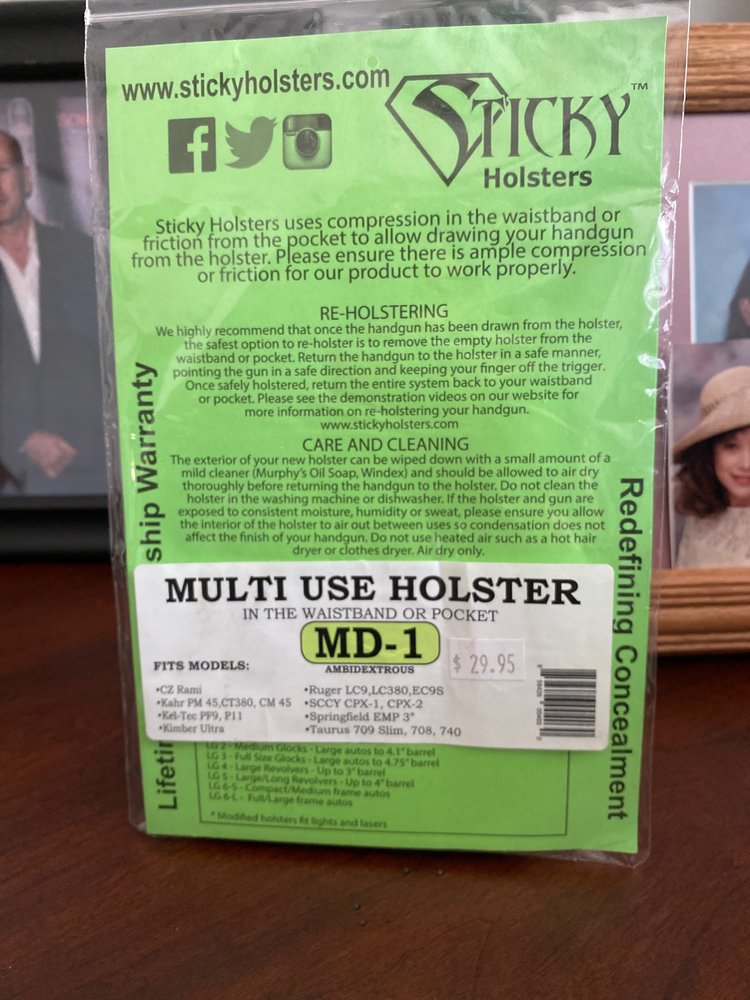 www.stickyholsters.com
STICKY™
Holsters
Sticky Holsters uses compression in the waistband or
friction from the pocket to allow drawing your handgun
from the holster. Please ensure there is ample compression
or friction for our product to work properly.
RE-HOLSTERING
We highly recommend that once the handgun has been drawn from the holster,
the safest option to re-holster is to remove the empty holster from the
waistband or pocket. Return the handgun to the holster in a safe manner,
pointing the gun in a safe direction and keeping your finger off the trigger.
Once safely holstered, return the entire system back to your waistband
or pocket. Please see the demonstration videos on our website for
more information on re-holstering your handgun.
www.stickyholsters.com
CARE AND CLEANING
The exterior of your new holster can be wiped down with a small amount of a
mild cleaner (Murphy's Oil Soap, Windex) and should be allowed to air dry
thoroughly before returning the handgun to the holster. Do not clean the
holster in the washing machine or dishwasher. If the holster and gun are
exposed to consistent moisture, humidity or sweat, please ensure you allow
the interior of the holster to air out between uses so condensation does not
affect the finish of your handgun. Do not use heated air such as a hot hair
dryer or clothes dryer. Air dry only.
ship Warranty
Lifetim
Redefining Concealment
MULTI USE HOLSTER
IN THE WAISTBAND OR POCKET
MD-1
AMBIDEXTROUS
$ 29.95
FITS MODELS:
•CZ Rami
•Kahr PM 45,CT380, CM 45
•Kel-Tec PF9, P11
•Kimber Ultra
•Ruger LC9,LC380,EC9S
•SCCY CPX-1, CPX-2
•Springfield EMP 3"
•Taurus 709 Slim, 708, 740
LG 2 - Medium Glocks - Large autos to 4.1" barrel
LG 3 - Full Size Glocks - Large autos to 4.75" barrel
LG 4 - Large Revolvers - Up to 3" barrel
LG 5 - Large/Long Revolvers - Up to 4" barrel
LG 6-S - Compact/Medium frame autos
LG 6-L - Full/Large frame autos
* Modified holsters fit lights and lasers